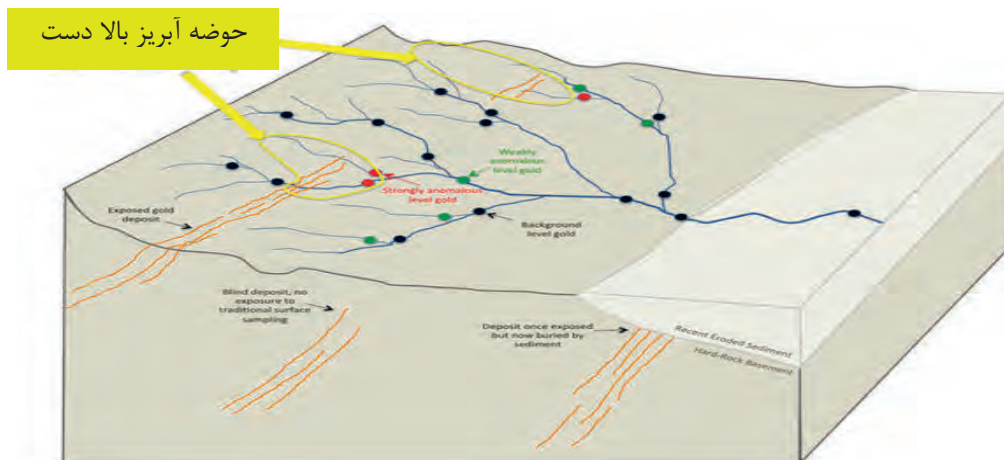 حوضه آبریز بالا دست
Weakly
anomalous
level gold
Strongly anomalous
level gold
Exposed gold
deposit
Background
level gold
Blind deposit, no
exposure to
traditional surface
sampling
Deposit once exposed
but now buried by
sediment
Recent Eroded Sediment
Hard-Rock Basement